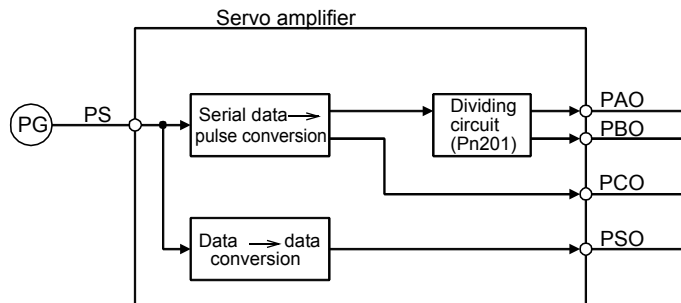 Servo amplifier
PG
PS
Serial data →
pulse conversion
Dividing
circuit
(Pn201)
PAO
PBO
PCO
Data → data
conversion
PSO